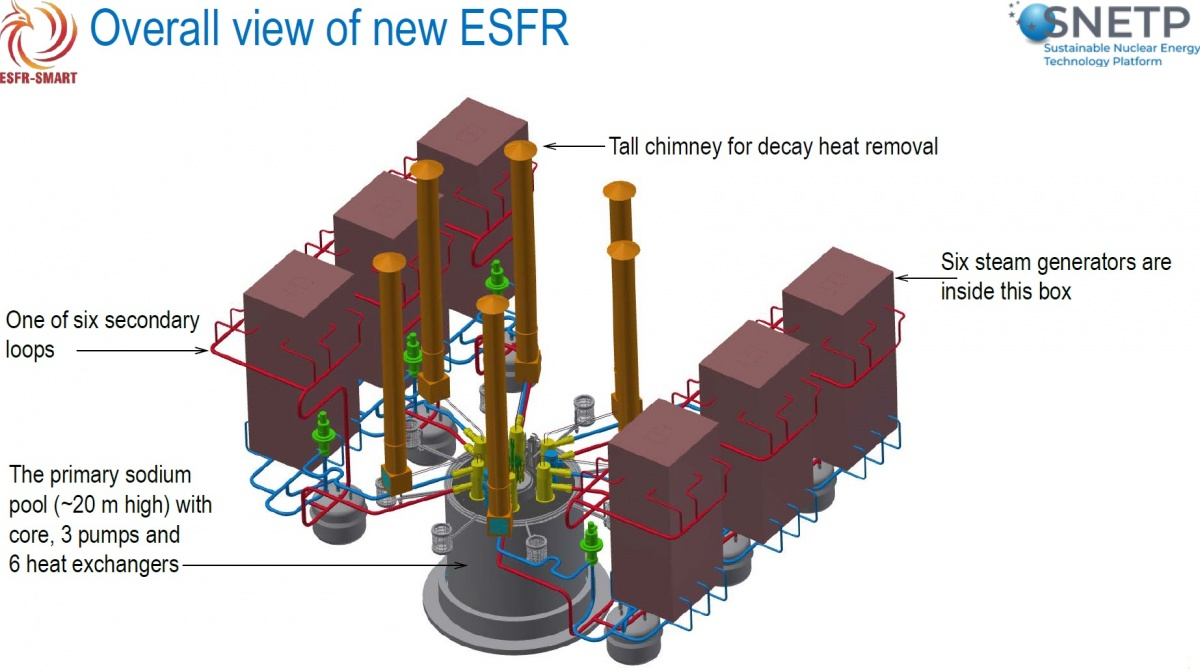 Overall view of new ESFR
ESFR-SMART
SNETP
Sustainable Nuclear Energy
Technology Platform
Tall chimney for decay heat removal
Six steam generators are
inside this box
One of six secondary
loops
The primary sodium
pool (~20 m high) with
core, 3 pumps and
6 heat exchangers